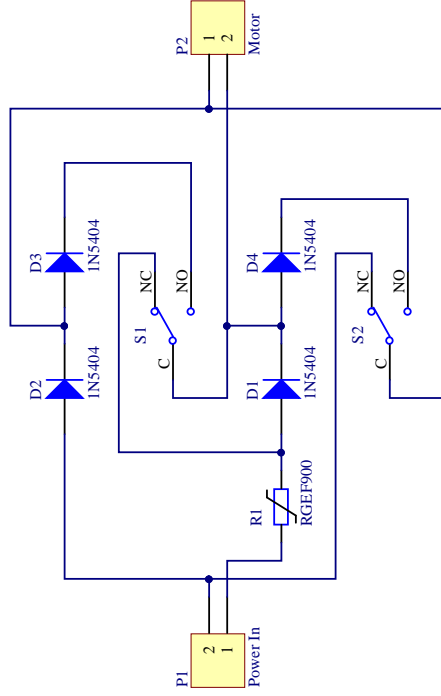 P2
1
2
Motor
D3
1N5404
NC
NO
S1
C
D4
1N5404
NC
NO
S2
C
D2
1N5404
D1
1N5404
R1
RGEF900
P1
2
1
Power In